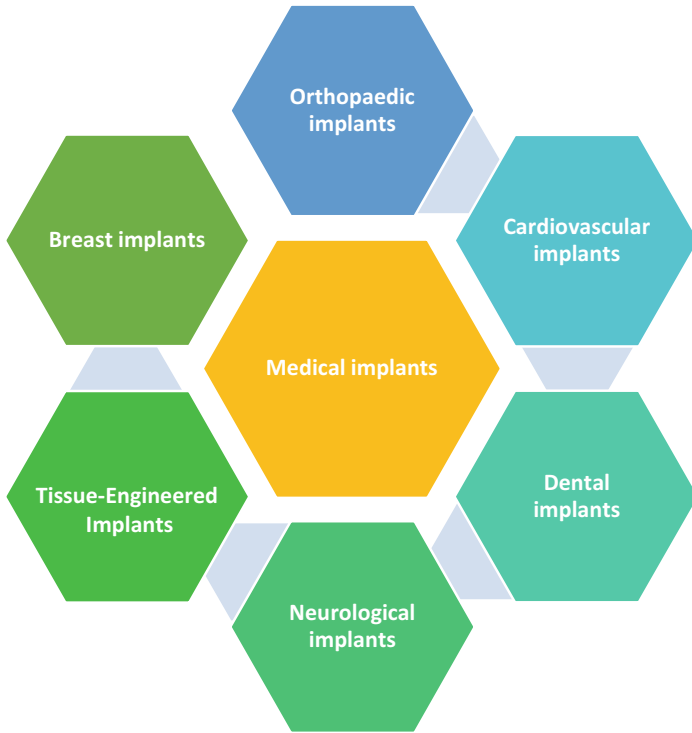 Orthopaedic
implants
Cardiovascular
implants
Breast implants
Medical implants
Dental
implants
Tissue-Engineered
Implants
Neurological
implants